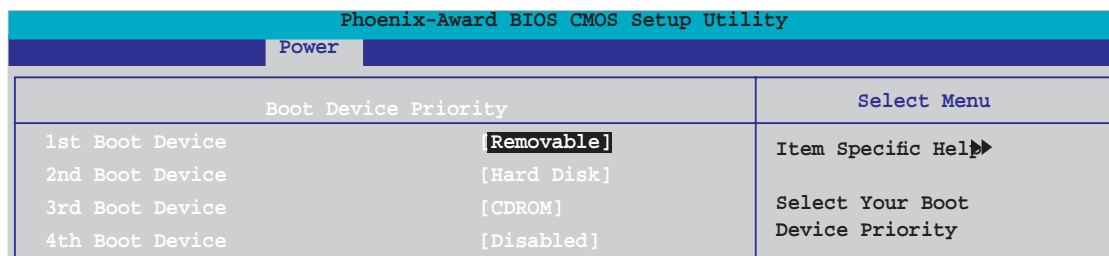 Phoenix-Award BIOS CMOS Setup Utility
Power
Boot Device Priority
Select Menu
1st Boot Device [Removable]
2nd Boot Device [Hard Disk]
3rd Boot Device [CDROM]
4th Boot Device [Disabled]
Item Specific Help
Select Your Boot
Device Priority